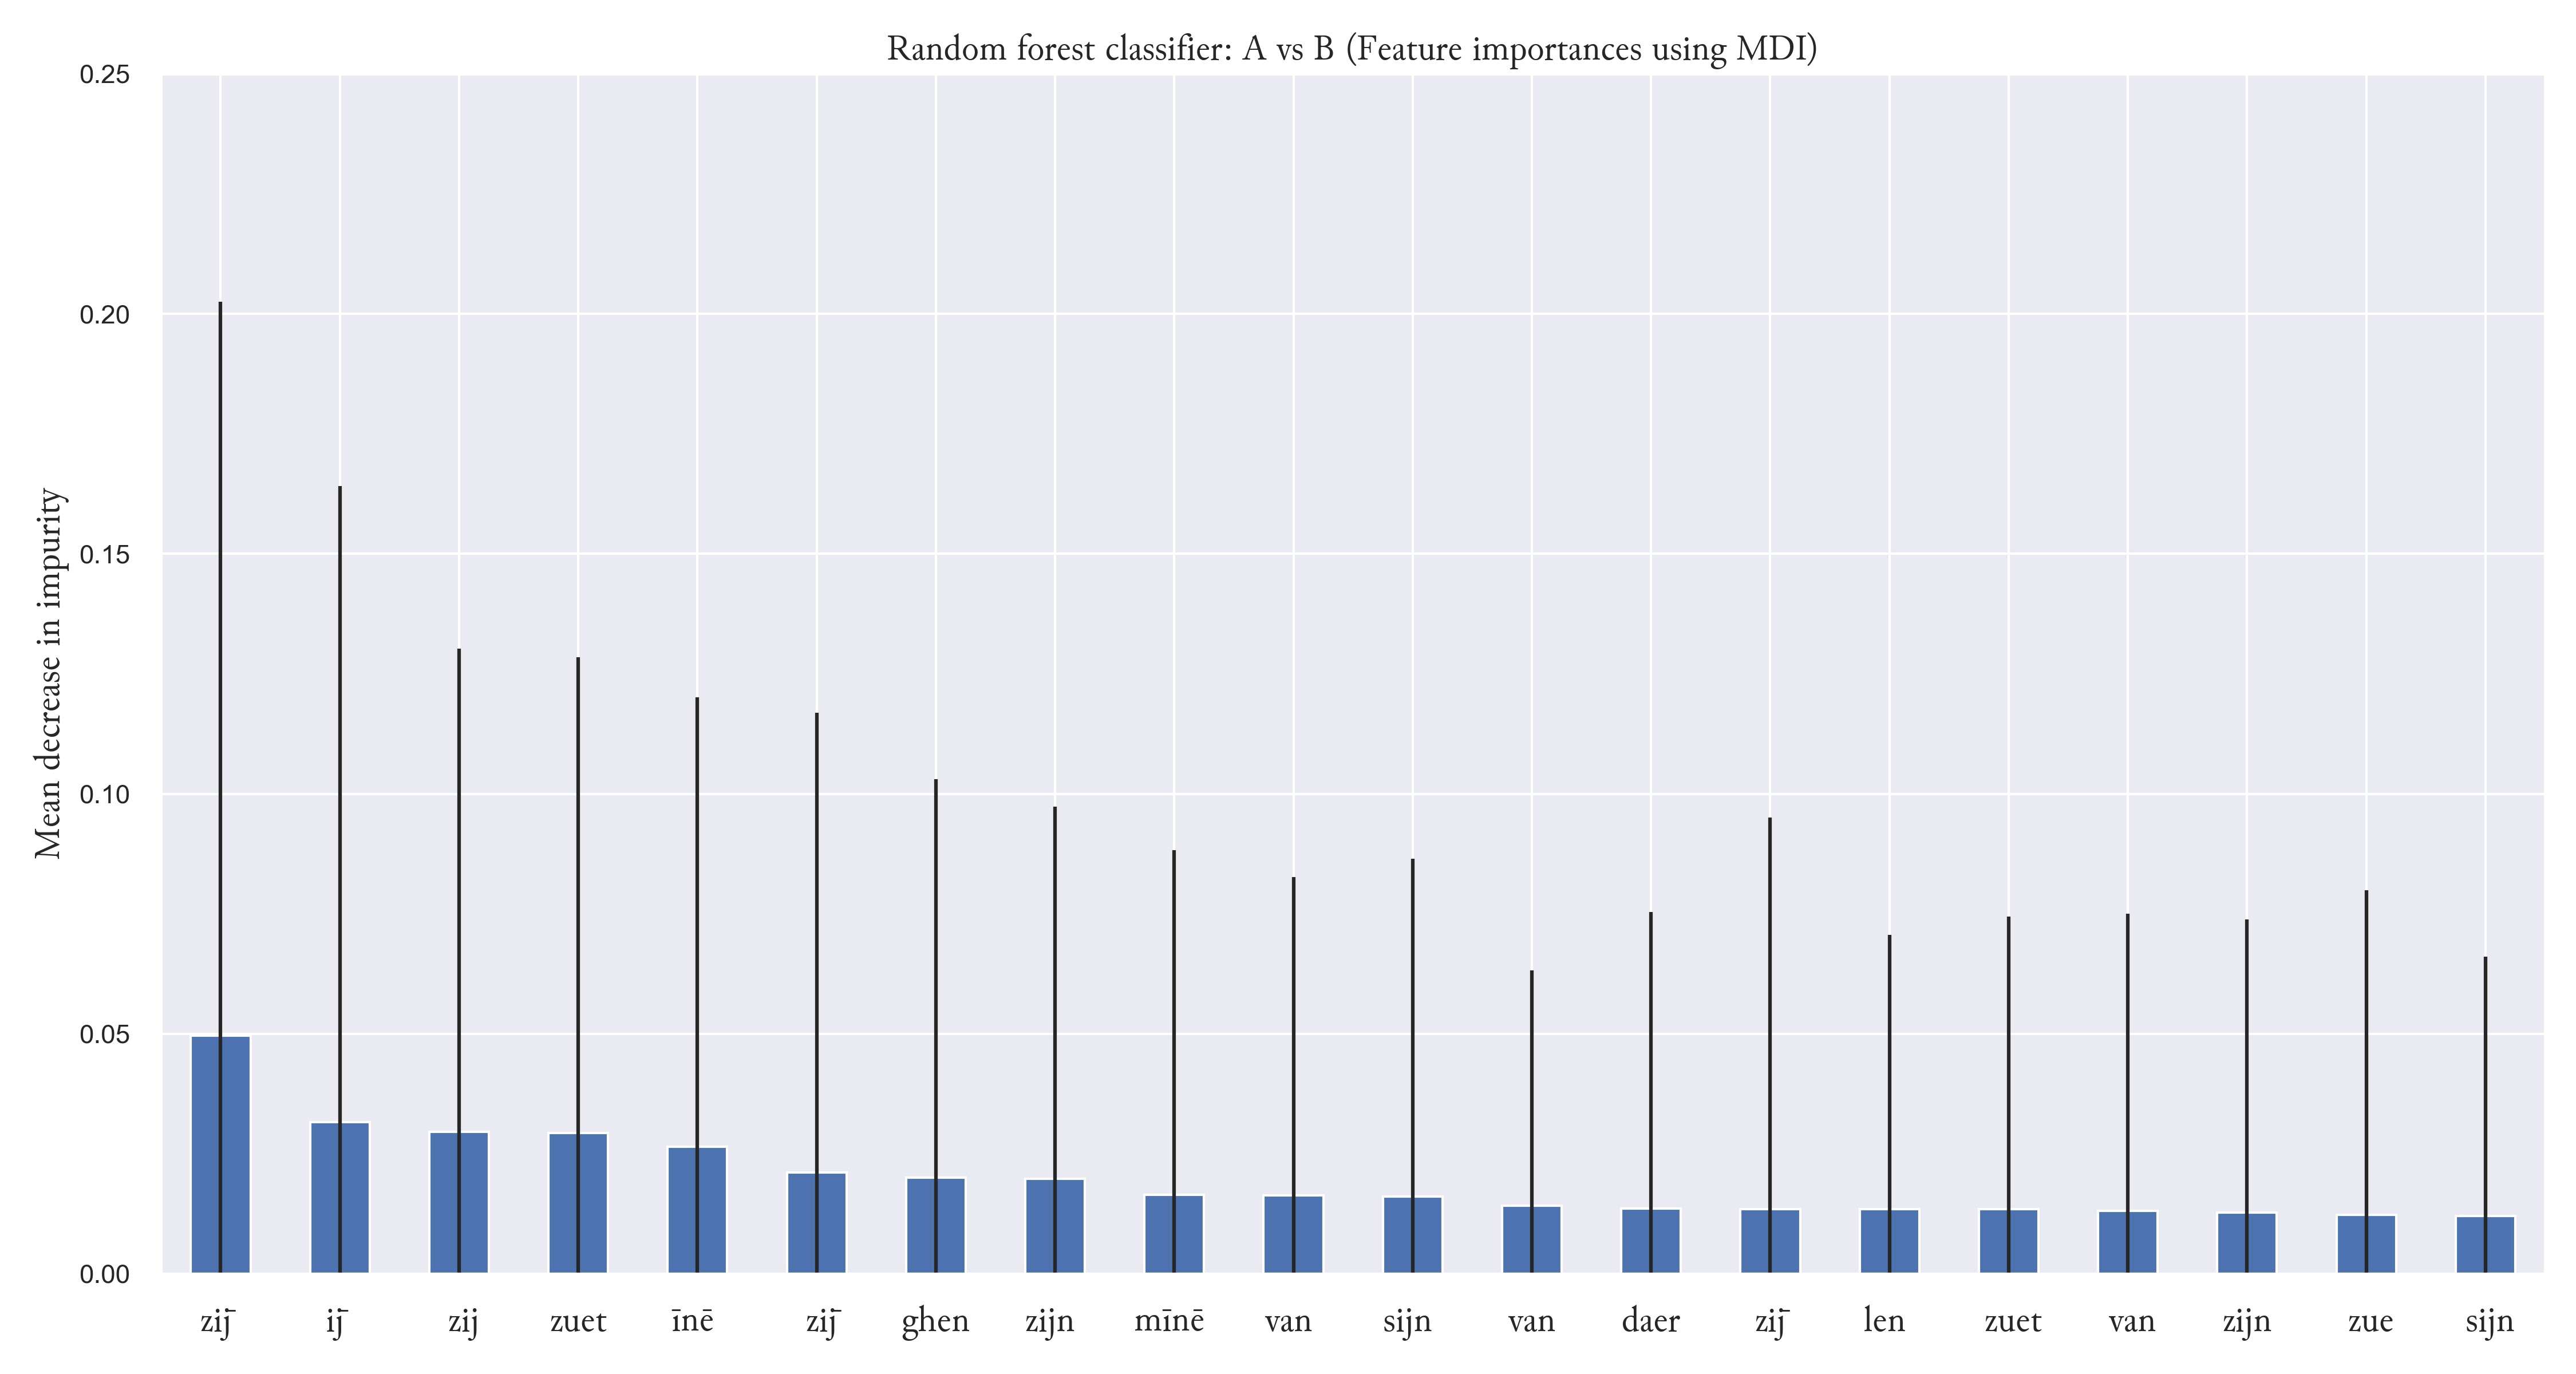 Random forest classifier: A vs B (Feature importances using MDI)
Mean decrease in impurity
0.25
0.20
0.15
0.10
0.05
0.00
zij̄ ij̄ zij zuet īnē zij̄ ghen zijn mīnē van sijn van daer zij̄ len zuet van zijn zue sijn